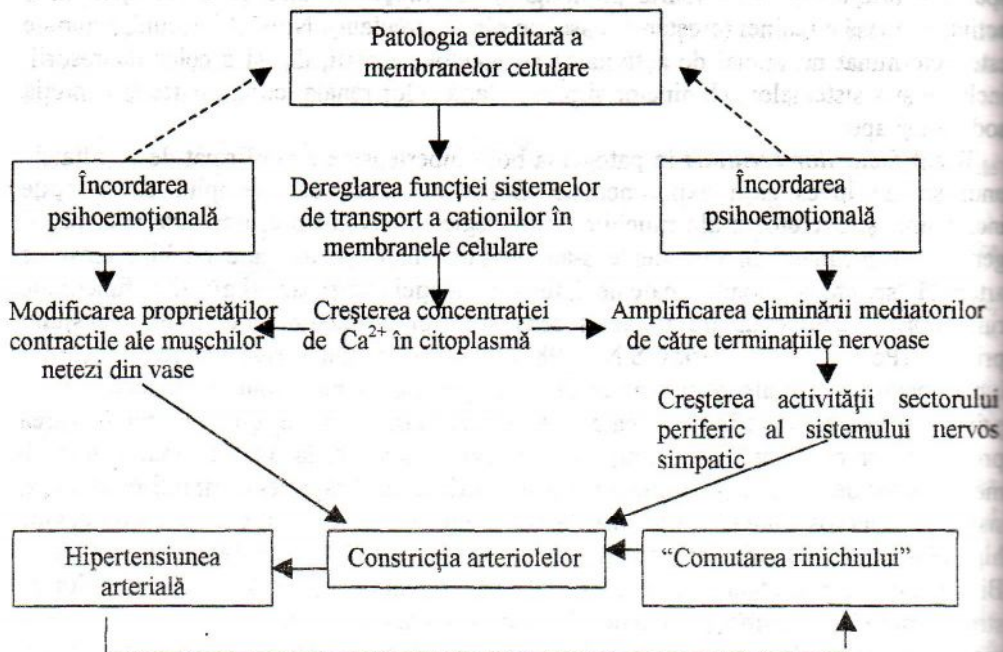 Patologia ereditară a
membranelor celulare
Încordarea
psihoemoțională
Dereglarea funcției sistemelor
de transport a cationilor în
membranele celulare
Încordarea
psihoemoțională
Modificarea proprietăților
contractile ale mușchilor
netezi din vase
Creșterea concentrației
de Ca²⁺ în citoplasmă
Amplificarea eliminării mediatorilor
de către terminațiile nervoase
Creșterea activității sectorului
periferic al sistemului nervos
simpatic
Hipertensiunea
arterială
Constricția arteriolelor
“Comutarea rinichiului”